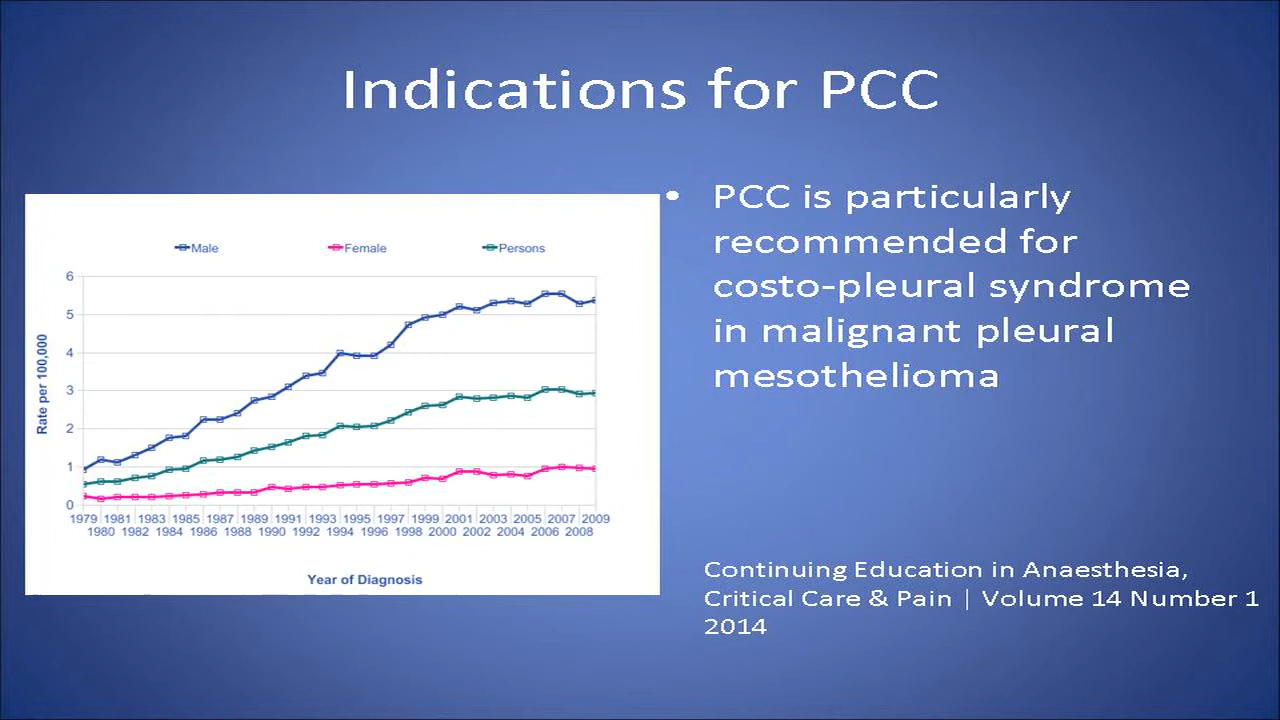 Indications for PCC
Male Female Persons
6
5
4
3
2
1
0
Rate per 100,000
1979 1981 1983 1985 1987 1989 1991 1993 1995 1997 1999 2001 2003 2005 2007 2009
1980 1982 1984 1986 1988 1990 1992 1994 1996 1998 2000 2002 2004 2006 2008
Year of Diagnosis
• PCC is particularly
recommended for
costo-pleural syndrome
in malignant pleural
mesothelioma
Continuing Education in Anaesthesia,
Critical Care & Pain | Volume 14 Number 1
2014